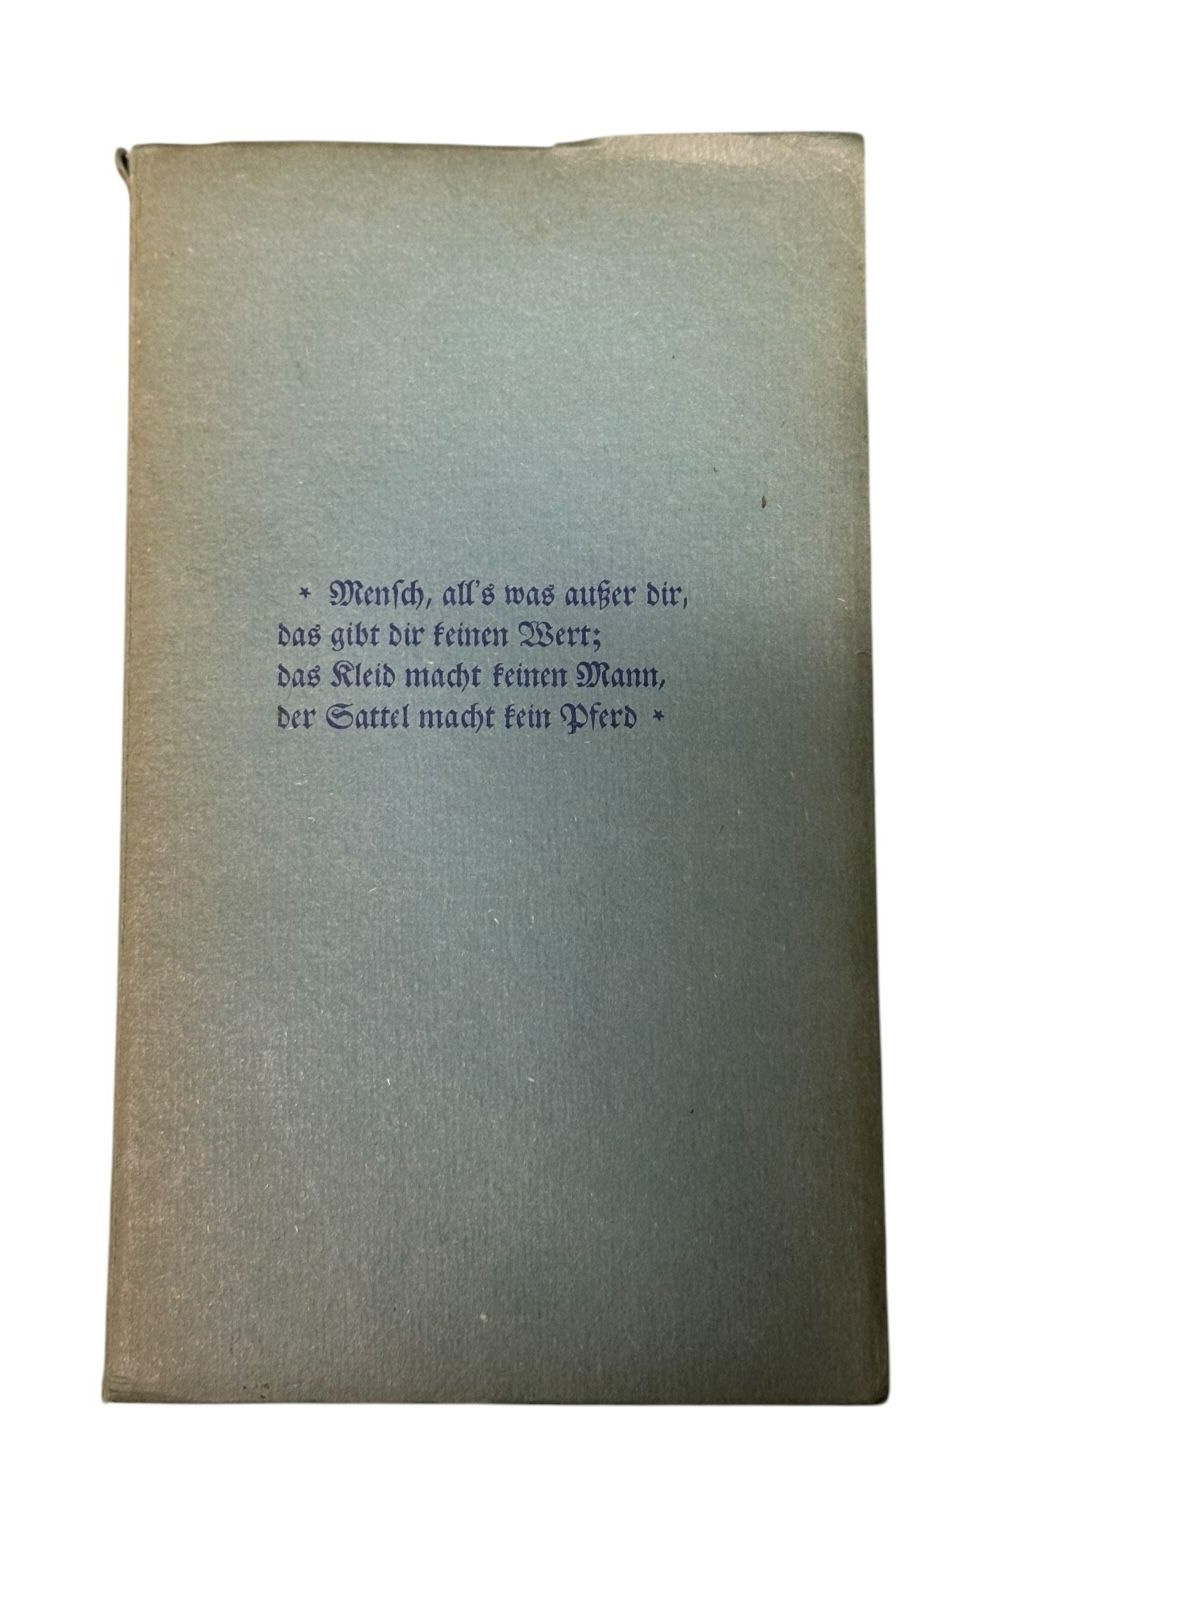 * Mensch, all's was außer dir,
das gibt dir keinen Wert;
das Kleid macht keinen Mann,
der Sattel macht kein Pferd *